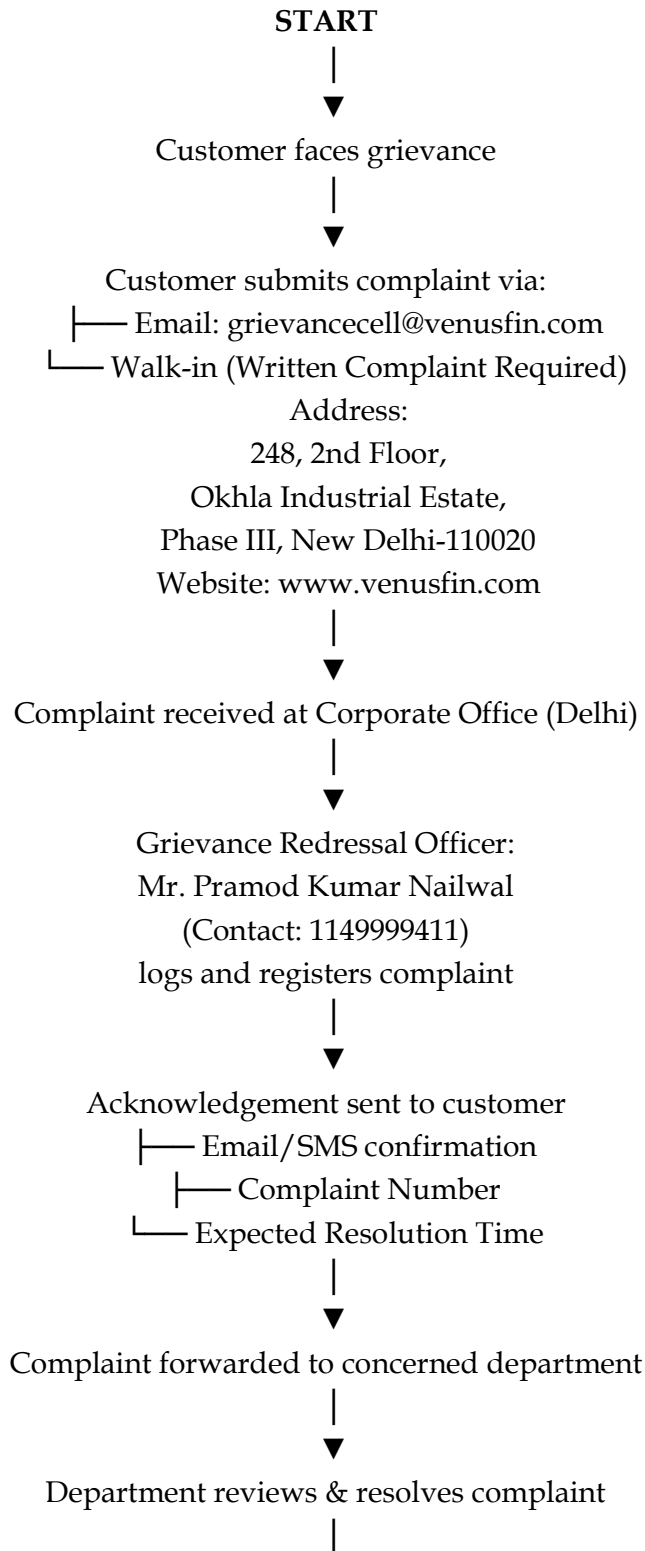 START
│
▼
Customer faces grievance
│
▼
Customer submits complaint via:
├── Email: grievancecell@venusfin.com
└── Walk-in (Written Complaint Required)
Address:
248, 2nd Floor,
Okhla Industrial Estate,
Phase III, New Delhi-110020
Website: www.venusfin.com
│
▼
Complaint received at Corporate Office (Delhi)
│
▼
Grievance Redressal Officer:
Mr. Pramod Kumar Nailwal
(Contact: 1149999411)
logs and registers complaint
│
▼
Acknowledgement sent to customer
├── Email/SMS confirmation
├── Complaint Number
└── Expected Resolution Time
│
▼
Complaint forwarded to concerned department
│
▼
Department reviews & resolves complaint
│